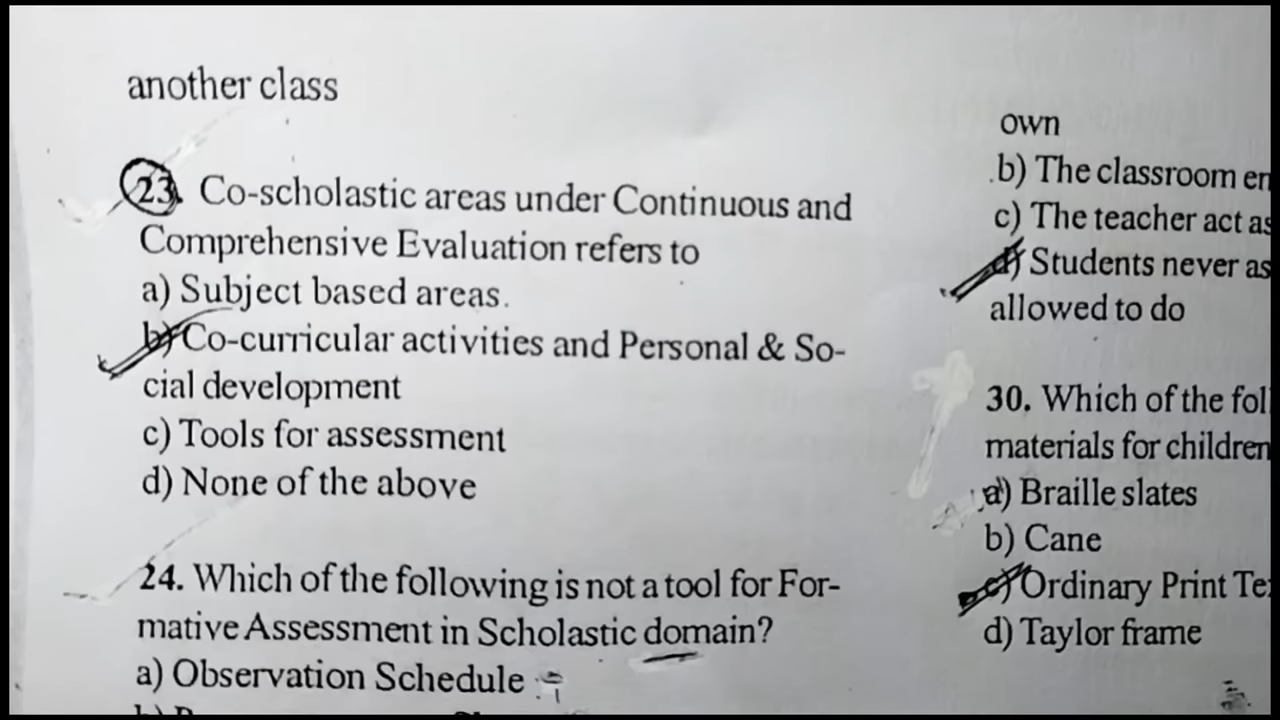 another class
23. Co-scholastic areas under Continuous and
Comprehensive Evaluation refers to
a) Subject based areas.
b) Co-curricular activities and Personal & So-
cial development
c) Tools for assessment
d) None of the above
24. Which of the following is not a tool for For-
mative Assessment in Scholastic domain?
a) Observation Schedule
own
b) The classroom
c) The teacher act as
d) Students never
allowed to do
30. Which of the
materials for children
a) Braille slates
b) Cane
c) Ordinary Print
d) Taylor frame